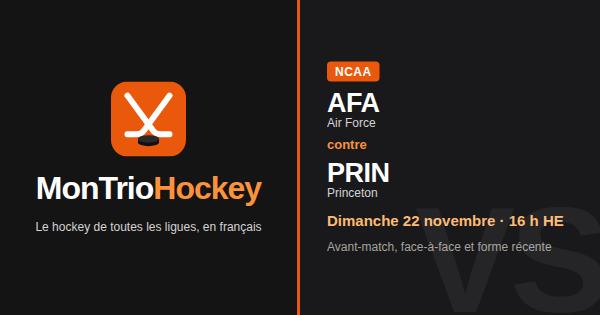 MonTrioHockey
Le hockey de toutes les ligues, en français
NCAA
AFA
Air Force
contre
PRIN
Princeton
Dimanche 22 novembre · 16 h HE
Avant-match, face-à-face et forme récente
VS